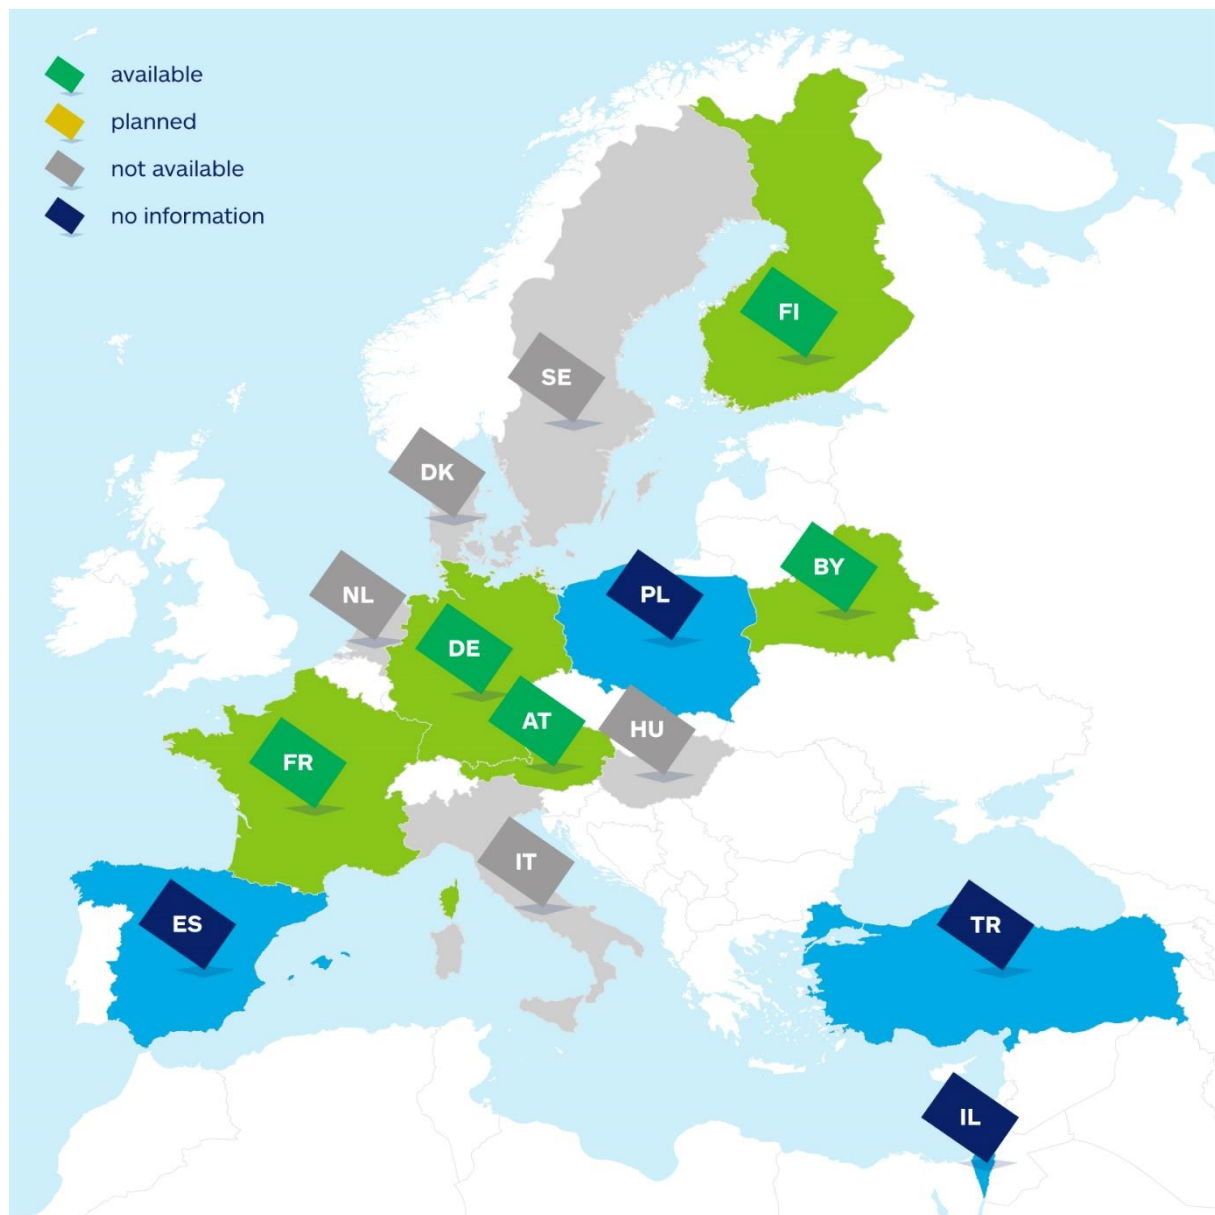 available
planned
not available
no information
FI
SE
DK
BY
NL
PL
DE
AT
HU
FR
IT
ES
TR
IL